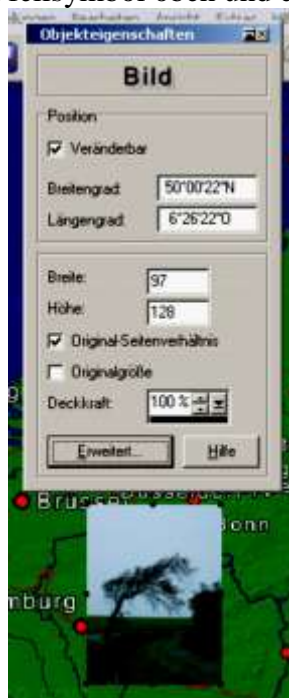 Objekteigenschaften
Bild
Position
Veränderbar
Breitengrad: 50°00'22"N
Längengrad: 6°26'22"O
Breite: 97
Höhe: 128
Original-Seitenverhältnis
Originalgröße
Deckkraft: 100 %
Erweitert... Hilfe